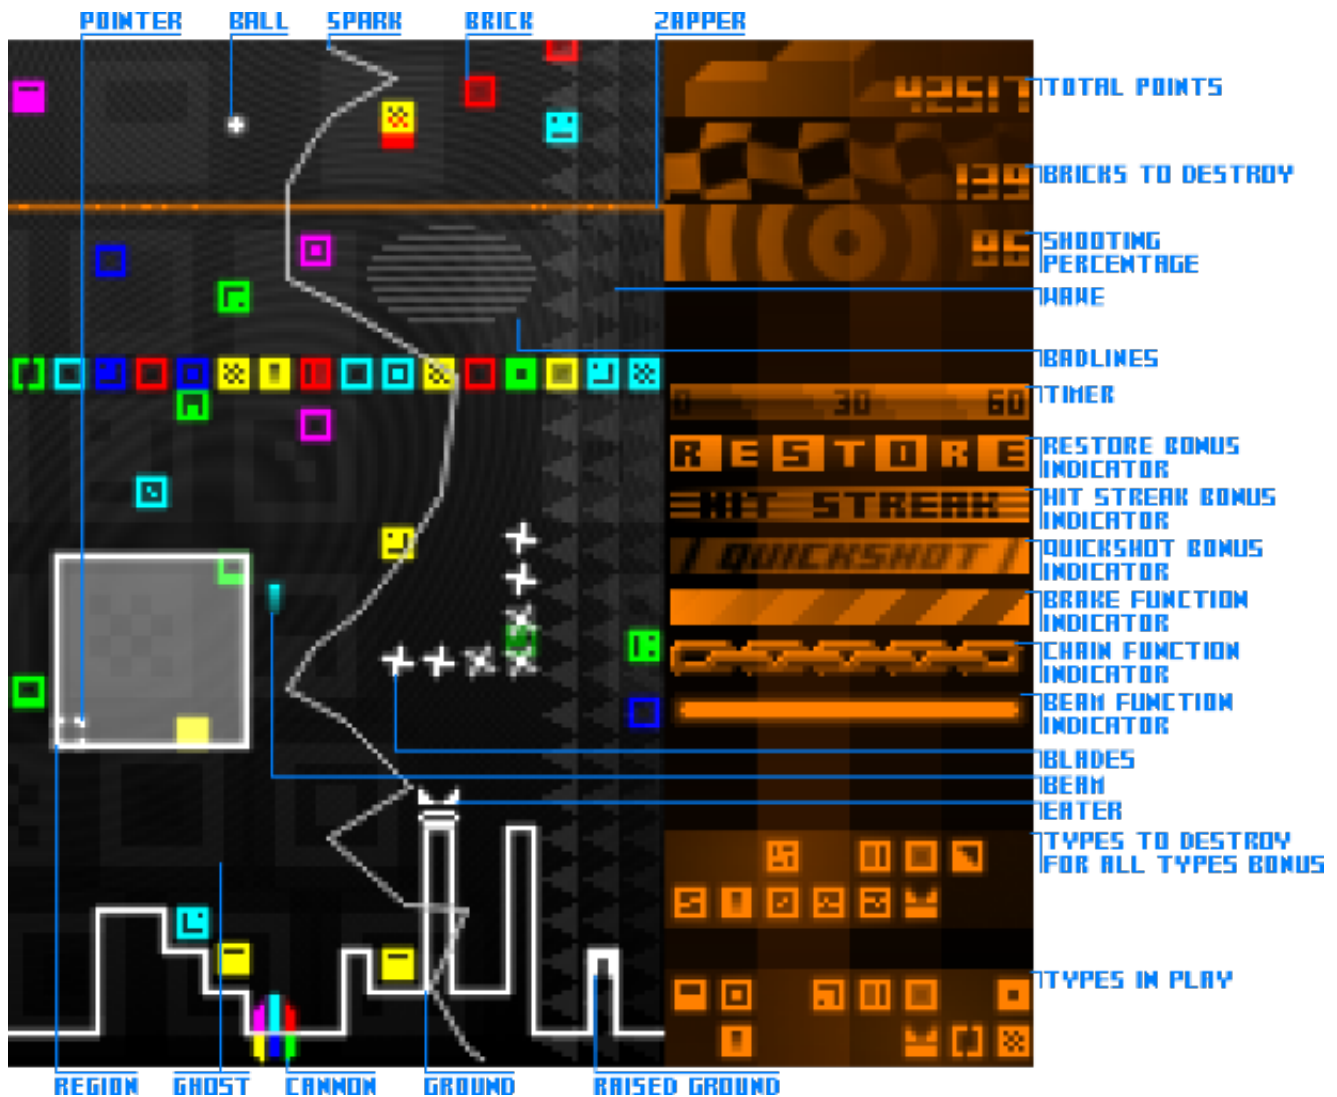 POINTER BALL SPARK BRICK ZAPPER
42517 TOTAL POINTS
139 BRICKS TO DESTROY
95 SHOOTING
PERCENTAGE
WAVE
BADLINES
0 30 60 TIMER
RESTORE RESTORE BONUS
INDICATOR
HIT STREAK HIT STREAK BONUS
INDICATOR
/ QUICKSHOT / QUICKSHOT BONUS
INDICATOR
BRAKE FUNCTION
INDICATOR
CHAIN FUNCTION
INDICATOR
BEAM FUNCTION
INDICATOR
BLADES
BEAM
EATER
TYPES TO DESTROY
FOR ALL TYPES BONUS
TYPES IN PLAY
REGION GHOST CANNON GROUND RAISED GROUND